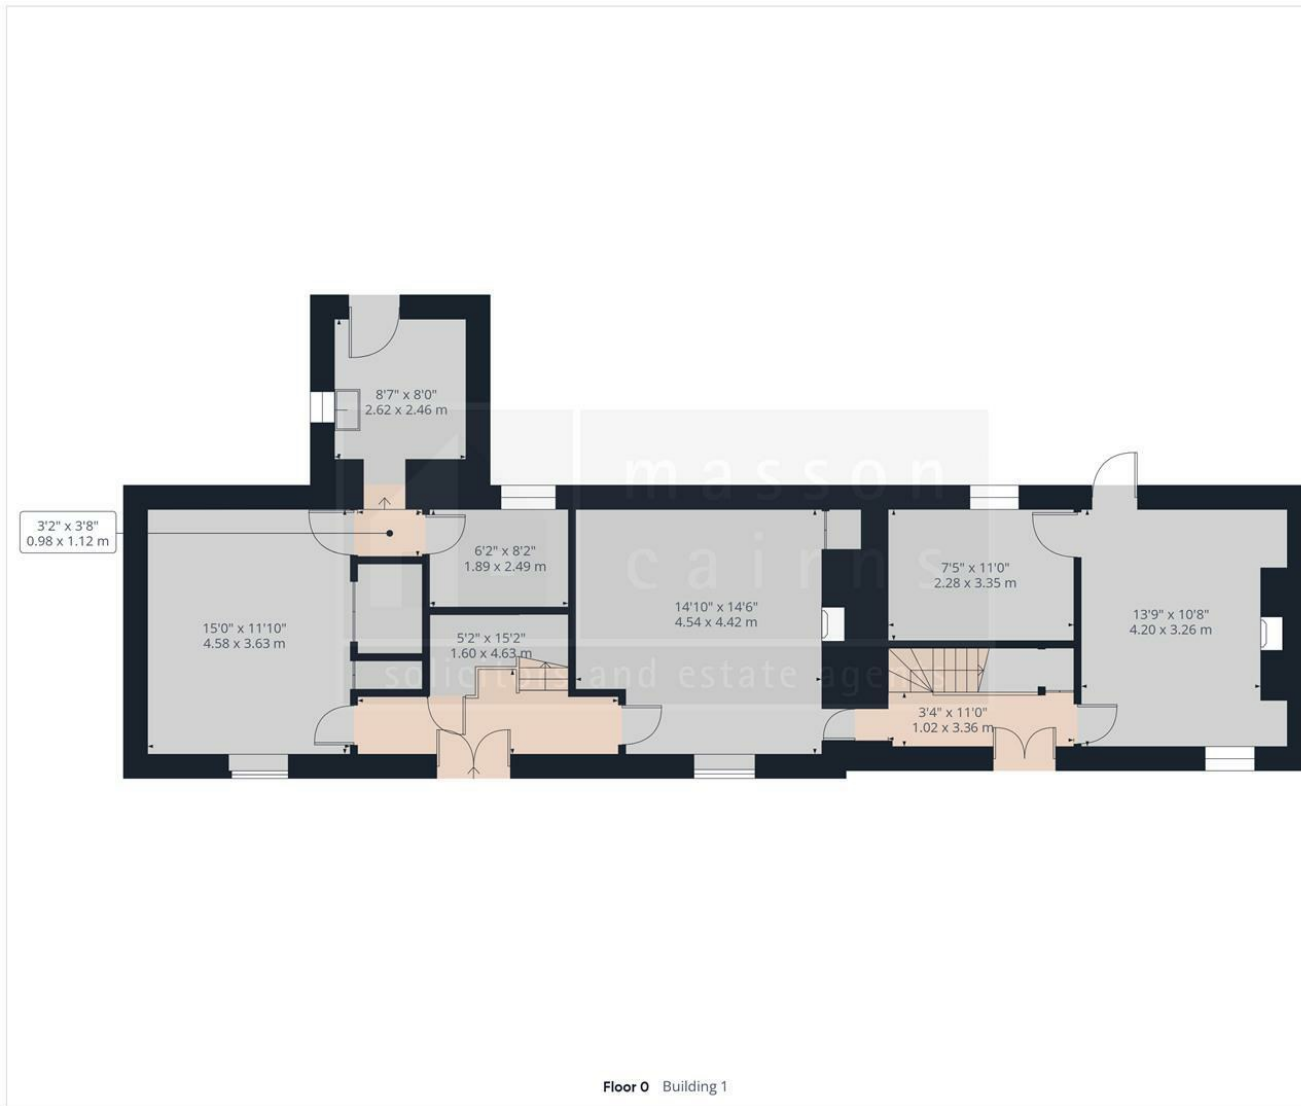 8'7" x 8'0"
2.62 x 2.46 m
masson
cairns
solicitors and estate agents
3'2" x 3'8"
0.98 x 1.12 m
6'2" x 8'2"
1.89 x 2.49 m
7'5" x 11'0"
2.28 x 3.35 m
14'10" x 14'6"
4.54 x 4.42 m
13'9" x 10'8"
4.20 x 3.26 m
15'0" x 11'10"
4.58 x 3.63 m
5'2" x 15'2"
1.60 x 4.63 m
3'4" x 11'0"
1.02 x 3.36 m
Floor 0 Building 1